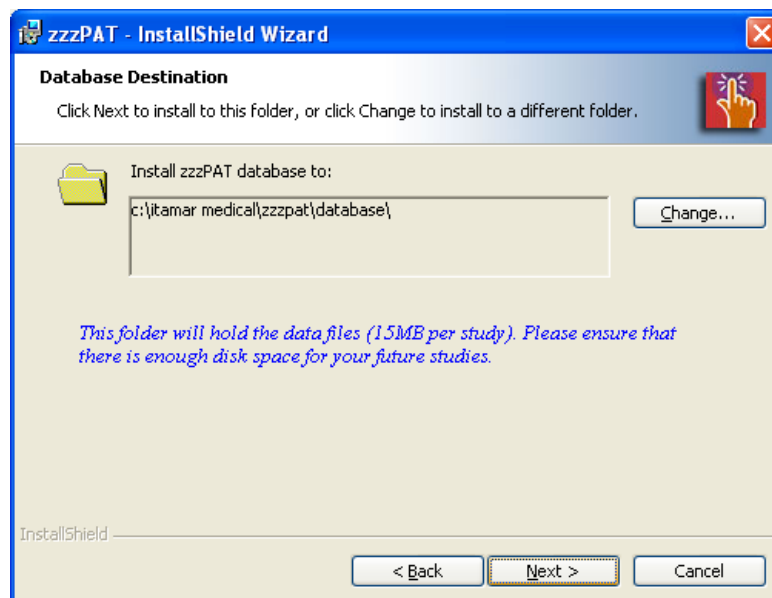 zzzPAT - InstallShield Wizard
Database Destination
Click Next to install to this folder, or click Change to install to a different folder.
Install zzzPAT database to:
c:\itamar medical\zzzpat\database\
Change...
This folder will hold the data files (15MB per study). Please ensure that
there is enough disk space for your future studies.
InstallShield
< Back
Next >
Cancel